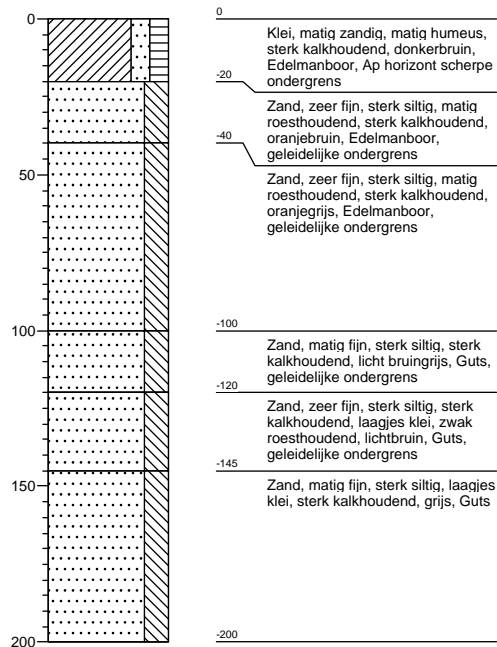 0
50
100
150
200
0
Klei, matig zandig, matig humeus,
sterk kalkhoudend, donkerbruin,
Edelmanboor, Ap horizont scherpe
ondergrens
-20
Zand, zeer fijn, sterk siltig, matig
roesthoudend, sterk kalkhoudend,
oranjebruin, Edelmanboor,
geleidelijke ondergrens
-40
Zand, zeer fijn, sterk siltig, matig
roesthoudend, sterk kalkhoudend,
oranjegrijs, Edelmanboor,
geleidelijke ondergrens
-100
Zand, matig fijn, sterk siltig, sterk
kalkhoudend, licht bruingrijs, Guts,
geleidelijke ondergrens
-120
Zand, zeer fijn, sterk siltig, sterk
kalkhoudend, laagjes klei, zwak
roesthoudend, lichtbruin, Guts,
geleidelijke ondergrens
-145
Zand, matig fijn, sterk siltig, laagjes
klei, sterk kalkhoudend, grijs, Guts
-200